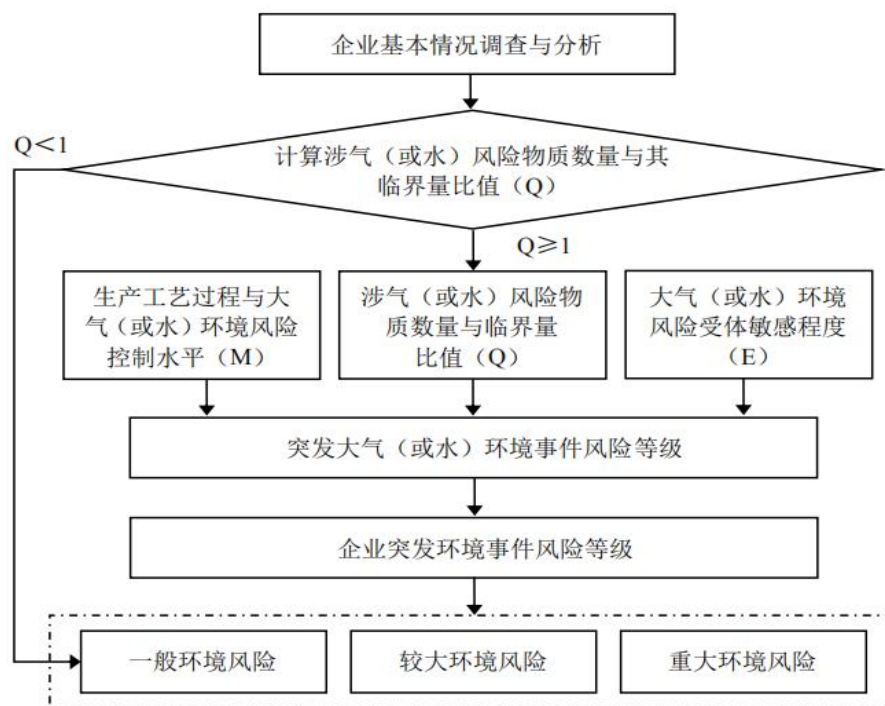 企业基本情况调查与分析
Q＜1
计算涉气（或水）风险物质数量与其
临界量比值（Q）
Q≥1
生产工艺过程与大
气（或水）环境风险
控制水平（M）
涉气（或水）风险物
质数量与临界量
比值（Q）
大气（或水）环境
风险受体敏感程度
（E）
突发大气（或水）环境事件风险等级
企业突发环境事件风险等级
一般环境风险
较大环境风险
重大环境风险